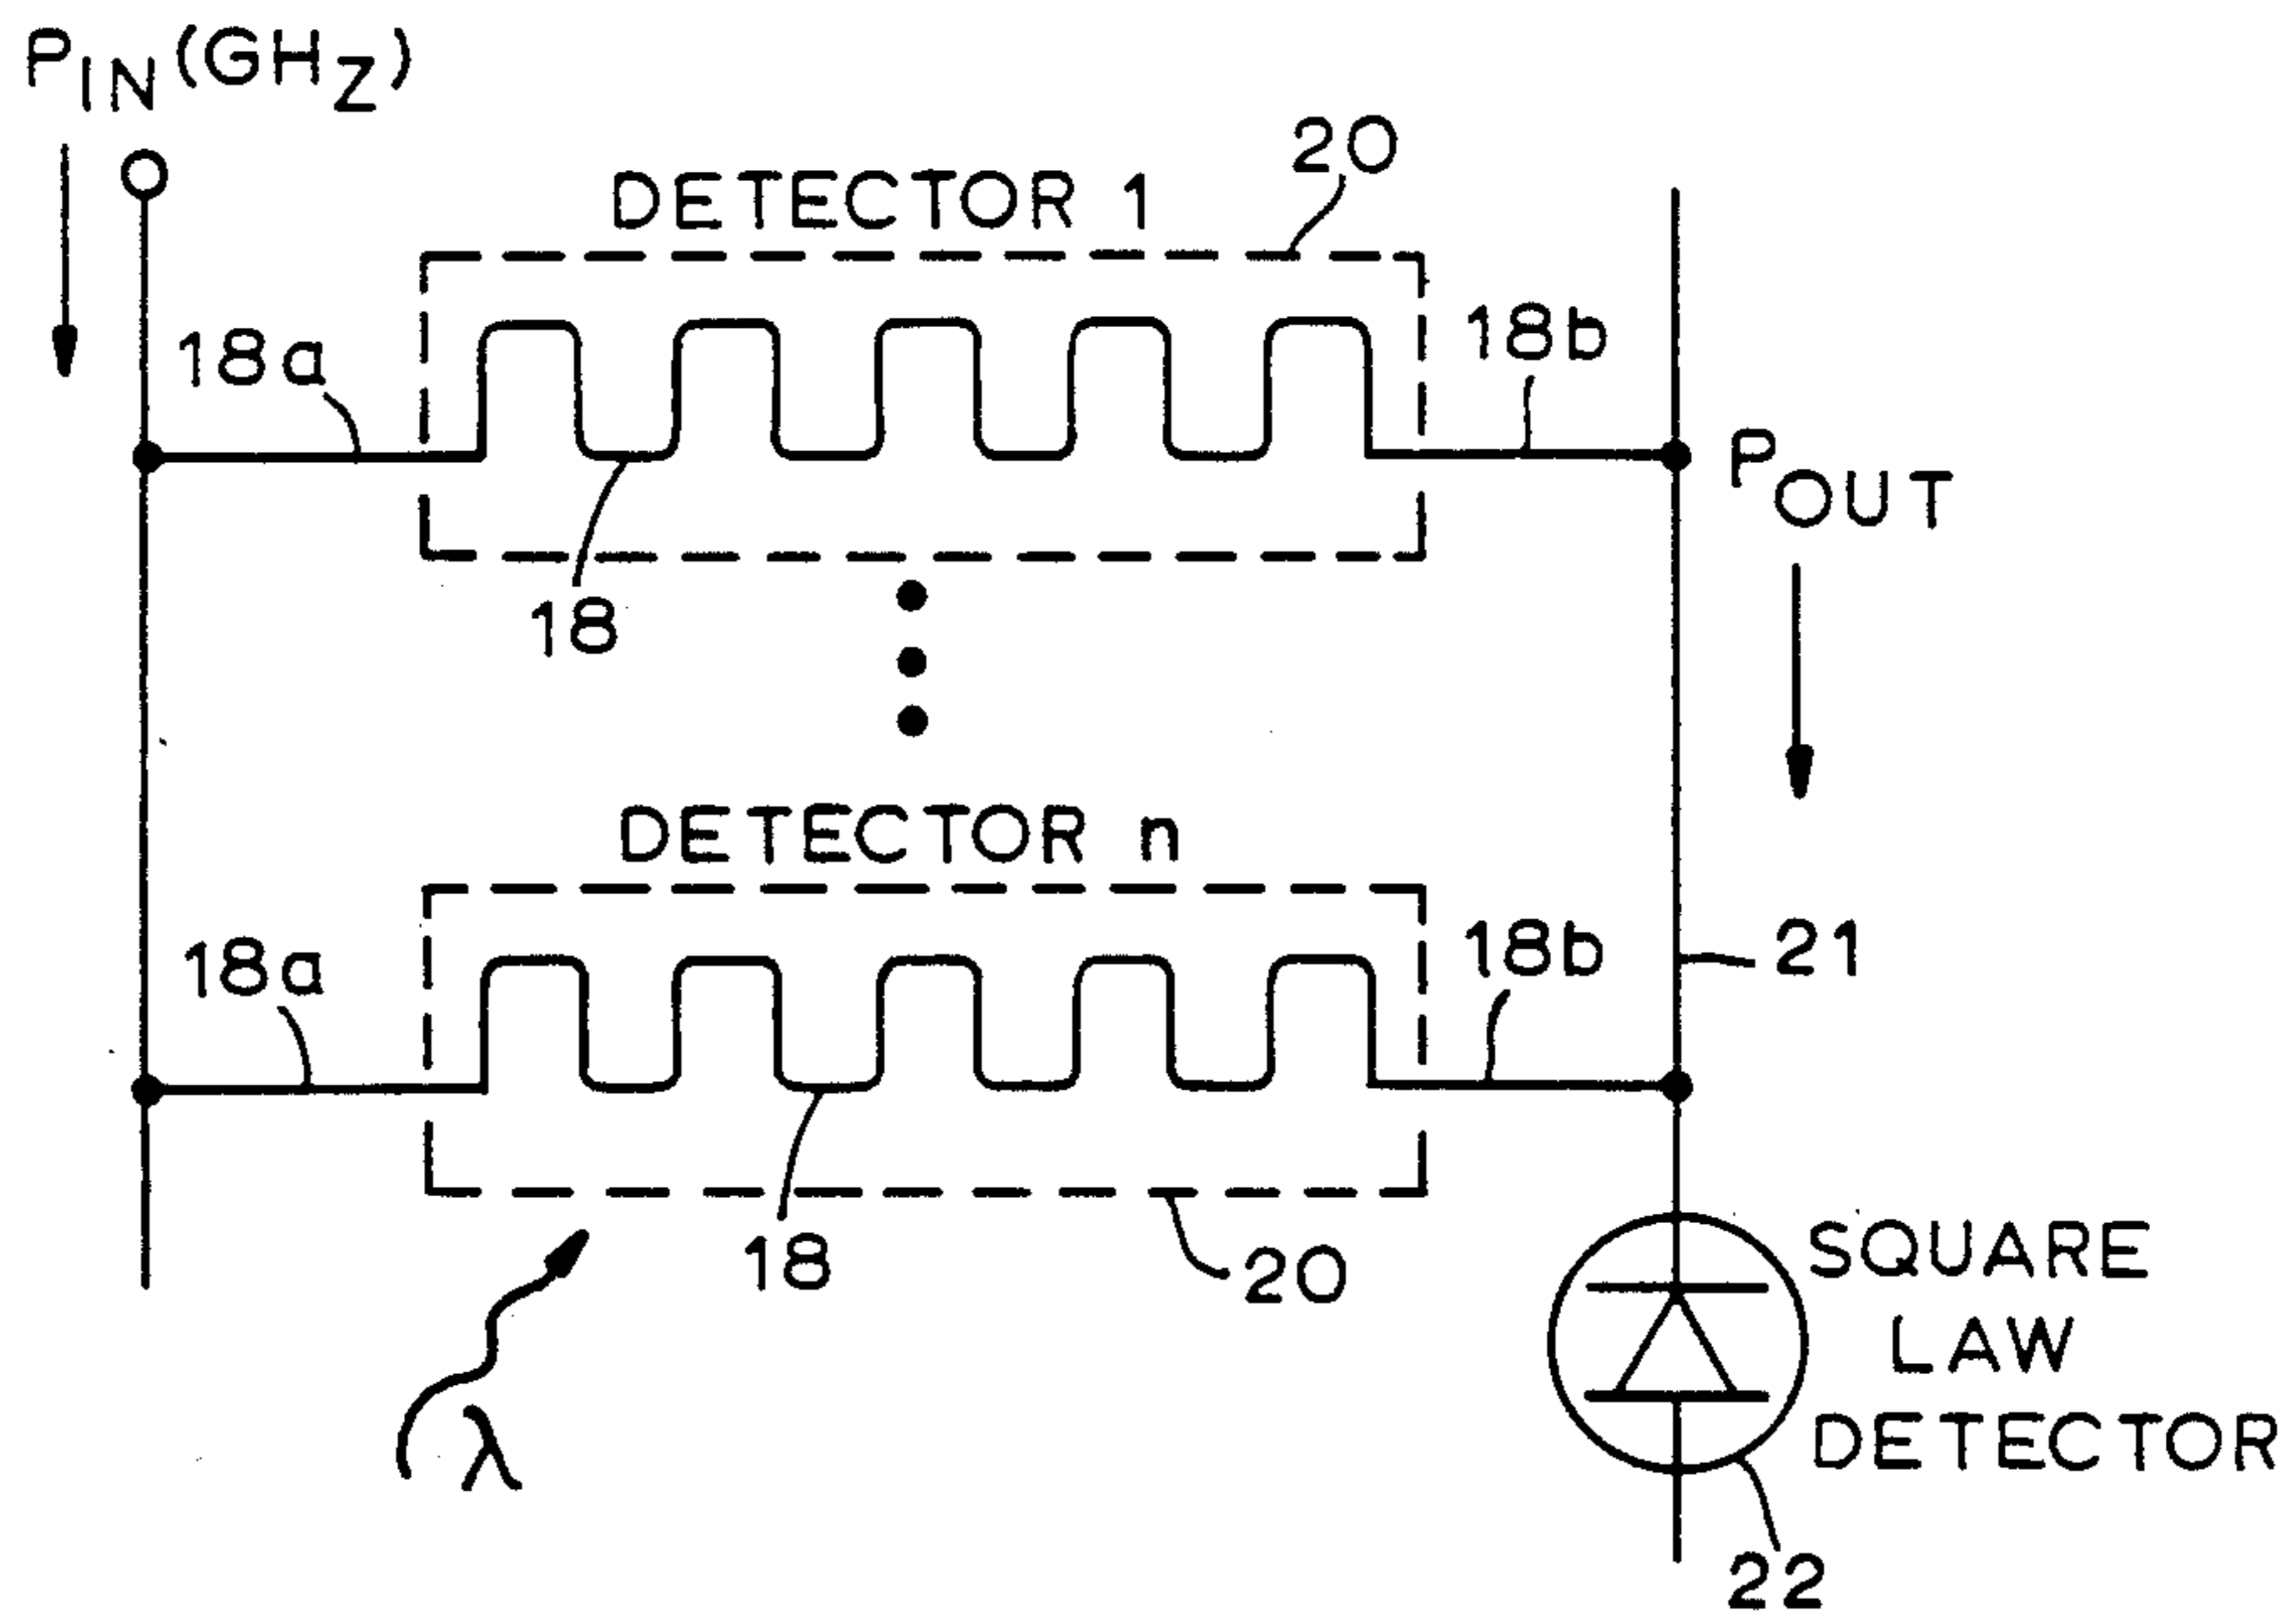 PIN(GHZ)
20
DETECTOR 1
18a
18b
POUT
18
DETECTOR n
18a
18b
21
18
20
SQUARE
LAW
DETECTOR
λ
22